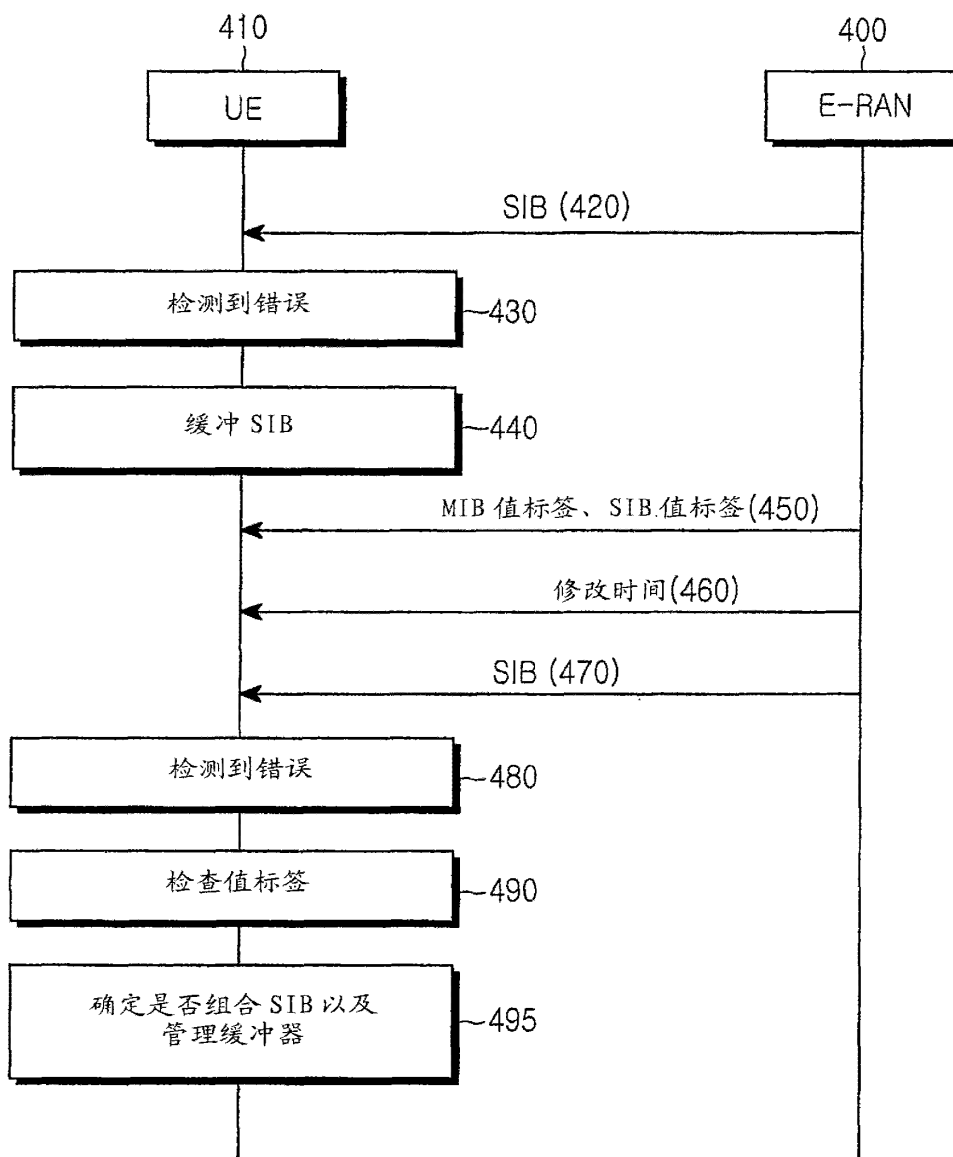 410
400
UE
E-RAN
SIB (420)
检测到错误
430
缓冲 SIB
440
MIB 值标签、SIB 值标签(450)
修改时间(460)
SIB (470)
检测到错误
480
检查值标签
490
确定是否组合 SIB 以及
管理缓冲器
495